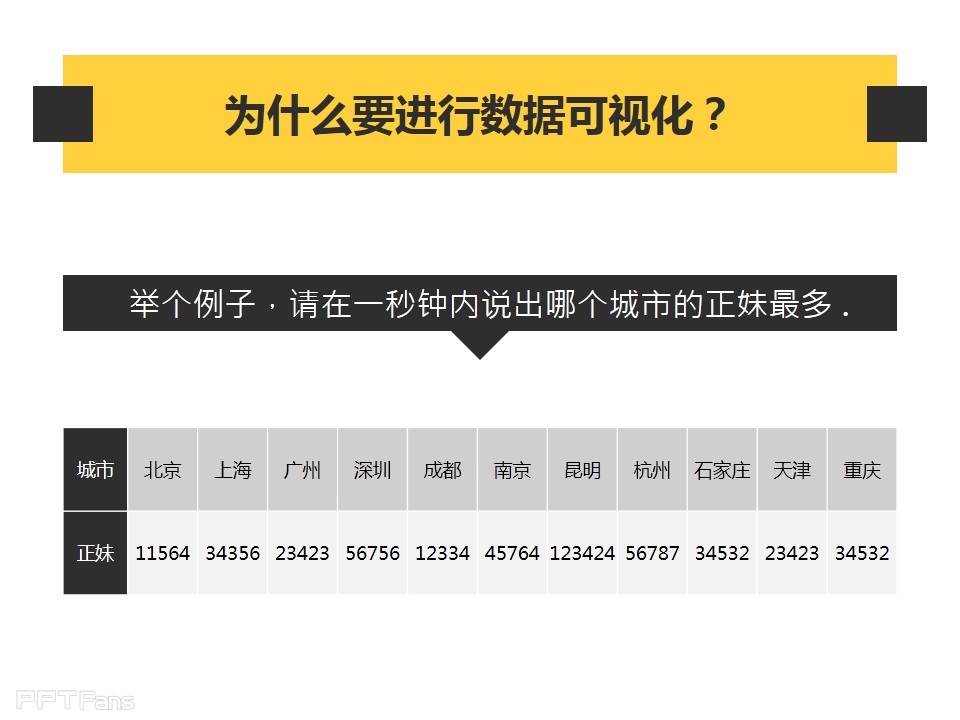 为什么要进行数据可视化？
举个例子，请在一秒钟内说出哪个城市的正妹最多．
城市 北京 上海 广州 深圳 成都 南京 昆明 杭州 石家庄 天津 重庆
正妹 11564 34356 23423 56756 12334 45764 123424 56787 34532 23423 34532
PPTFans